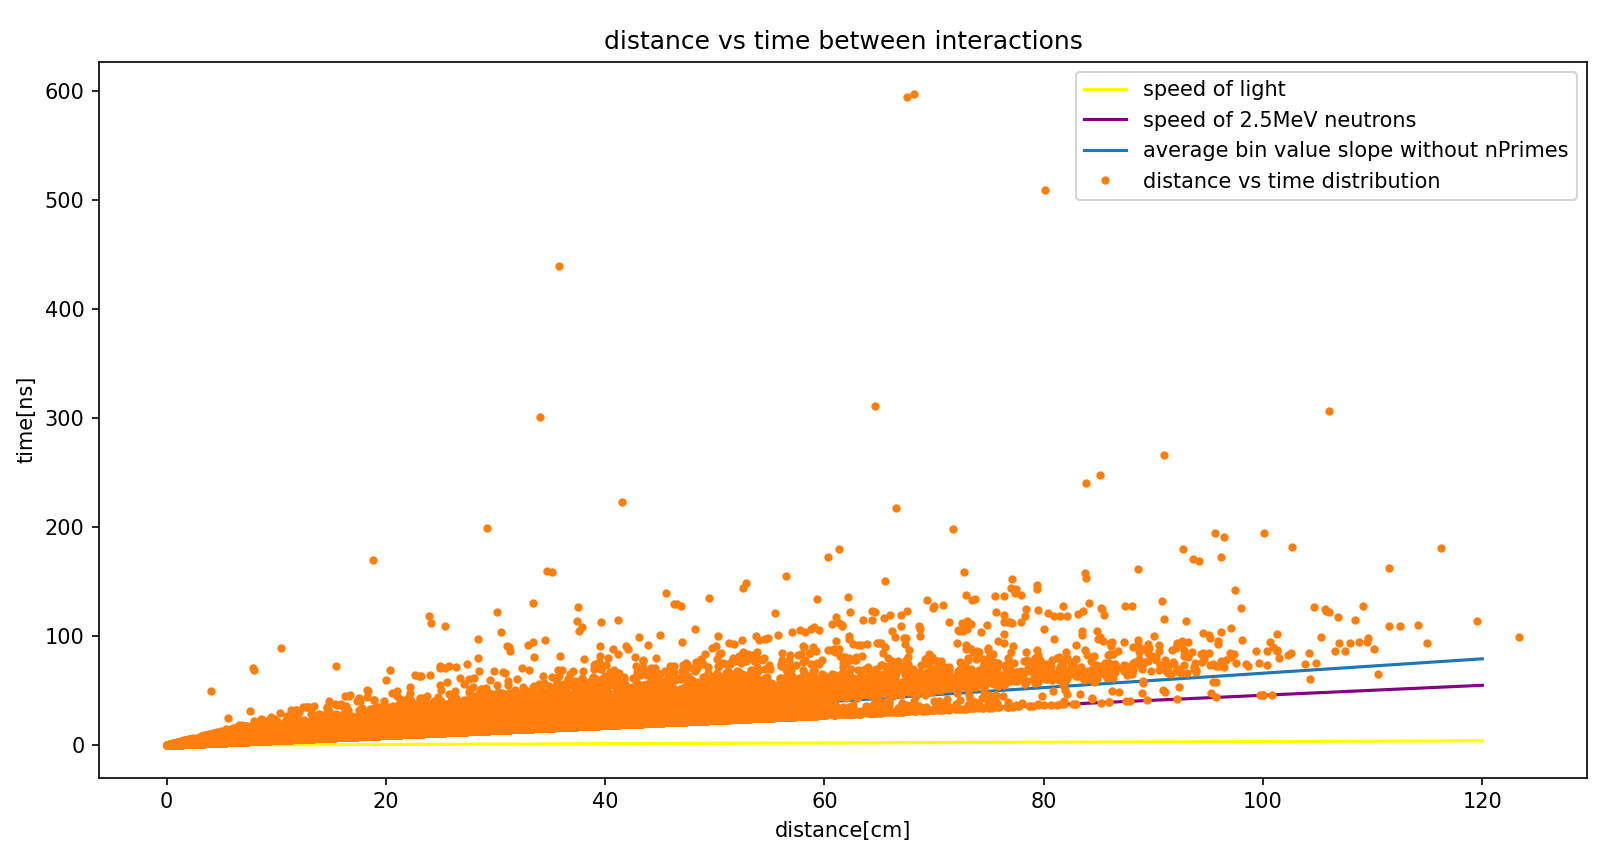 distance vs time between interactions
speed of light
speed of 2.5MeV neutrons
average bin value slope without nPrimes
distance vs time distribution
600
500
400
300
200
100
0
time[ns]
0 20 40 60 80 100 120
distance[cm]